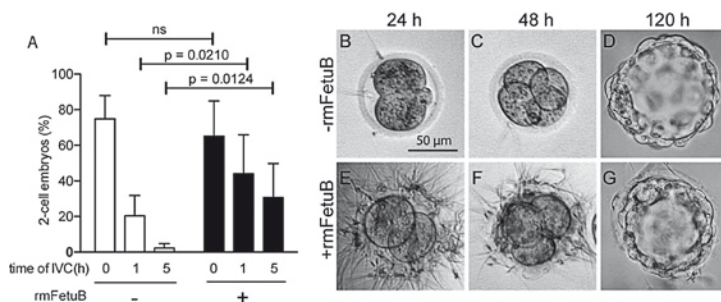 A
ns
p = 0.0210
p = 0.0124
2-cell embryos (%)
100
80
60
40
20
0
time of IVC(h) 0 1 5 0 1 5
rmFetuB - +
24 h 48 h 120 h
-rmFetuB
B C D
50 µm
+rmFetuB
E F G